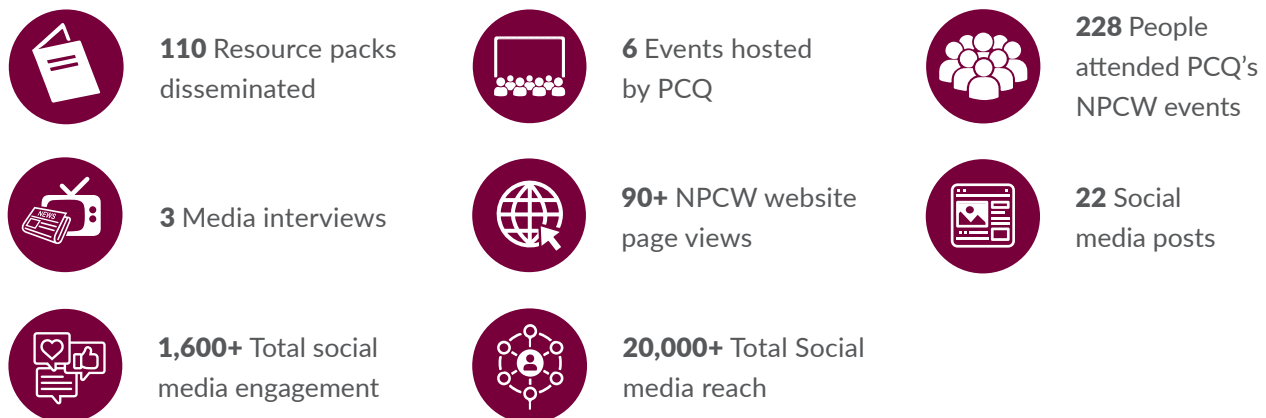 110 Resource packs
disseminated
6 Events hosted
by PCQ
228 People
attended PCQ’s
NPCW events
NEWS
3 Media interviews
90+ NPCW website
page views
22 Social
media posts
1,600+ Total social
media engagement
20,000+ Total Social
media reach